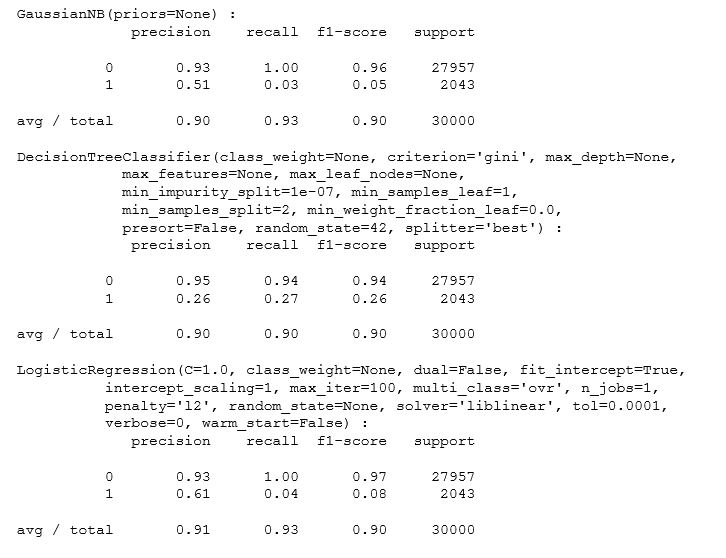 GaussianNB(priors=None) :
precision recall f1-score support
0 0.93 1.00 0.96 27957
1 0.51 0.03 0.05 2043
avg / total 0.90 0.93 0.90 30000
DecisionTreeClassifier(class_weight=None, criterion='gini', max_depth=None,
max_features=None, max_leaf_nodes=None,
min_impurity_split=1e-07, min_samples_leaf=1,
min_samples_split=2, min_weight_fraction_leaf=0.0,
presort=False, random_state=42, splitter='best') :
precision recall f1-score support
0 0.95 0.94 0.94 27957
1 0.26 0.27 0.26 2043
avg / total 0.90 0.90 0.90 30000
LogisticRegression(C=1.0, class_weight=None, dual=False, fit_intercept=True,
intercept_scaling=1, max_iter=100, multi_class='ovr', n_jobs=1,
penalty='l2', random_state=None, solver='liblinear', tol=0.0001,
verbose=0, warm_start=False) :
precision recall f1-score support
0 0.93 1.00 0.97 27957
1 0.61 0.04 0.08 2043
avg / total 0.91 0.93 0.90 30000